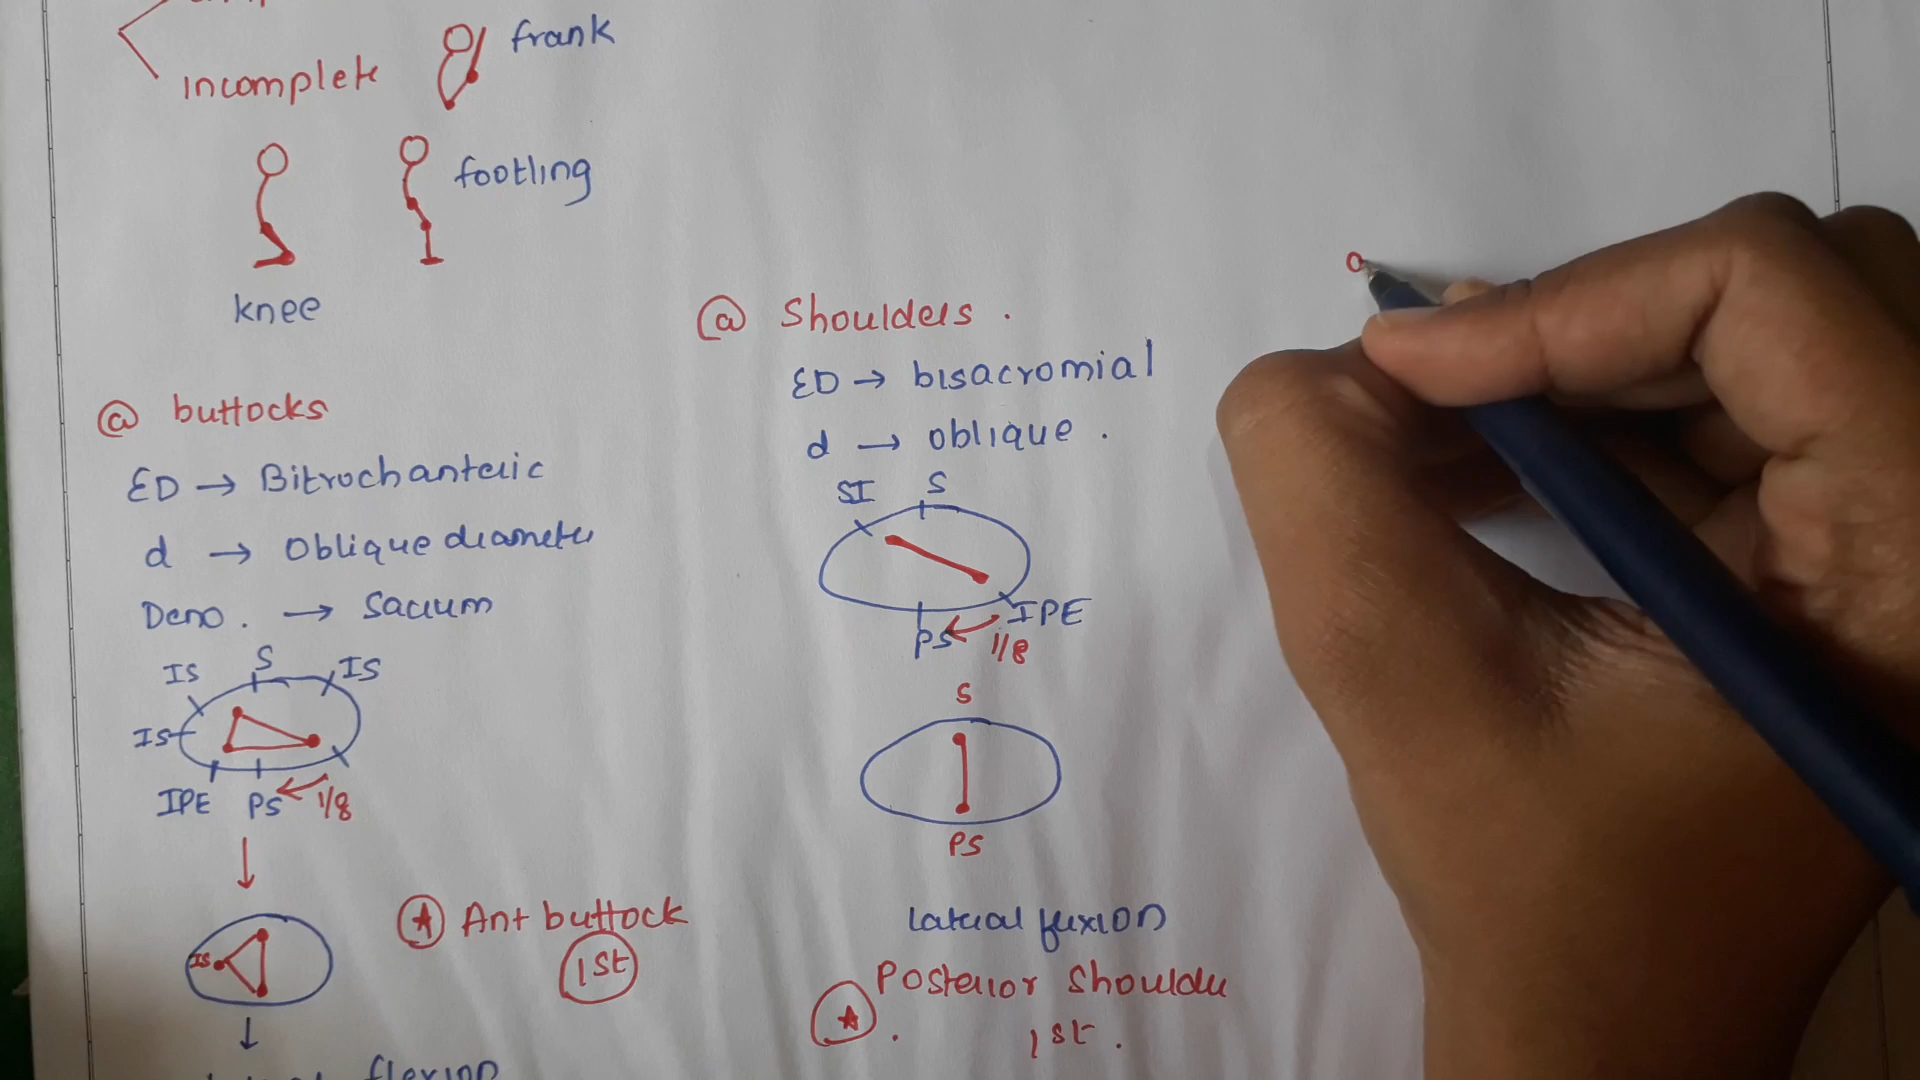 incomplete
frank
footling
knee
@ buttocks
ED → Bitrochanteric
d → Oblique diameter
Deno. → Sacrum
IS S IS
IS
IPE PS 1/8
IS
Ant buttock
1st
flexion
@ Shoulders.
ED → bisacromial
d → oblique.
SI S
IPE
PS 1/8
S
PS
lateral flexion
Posterior Shoulder
1st.